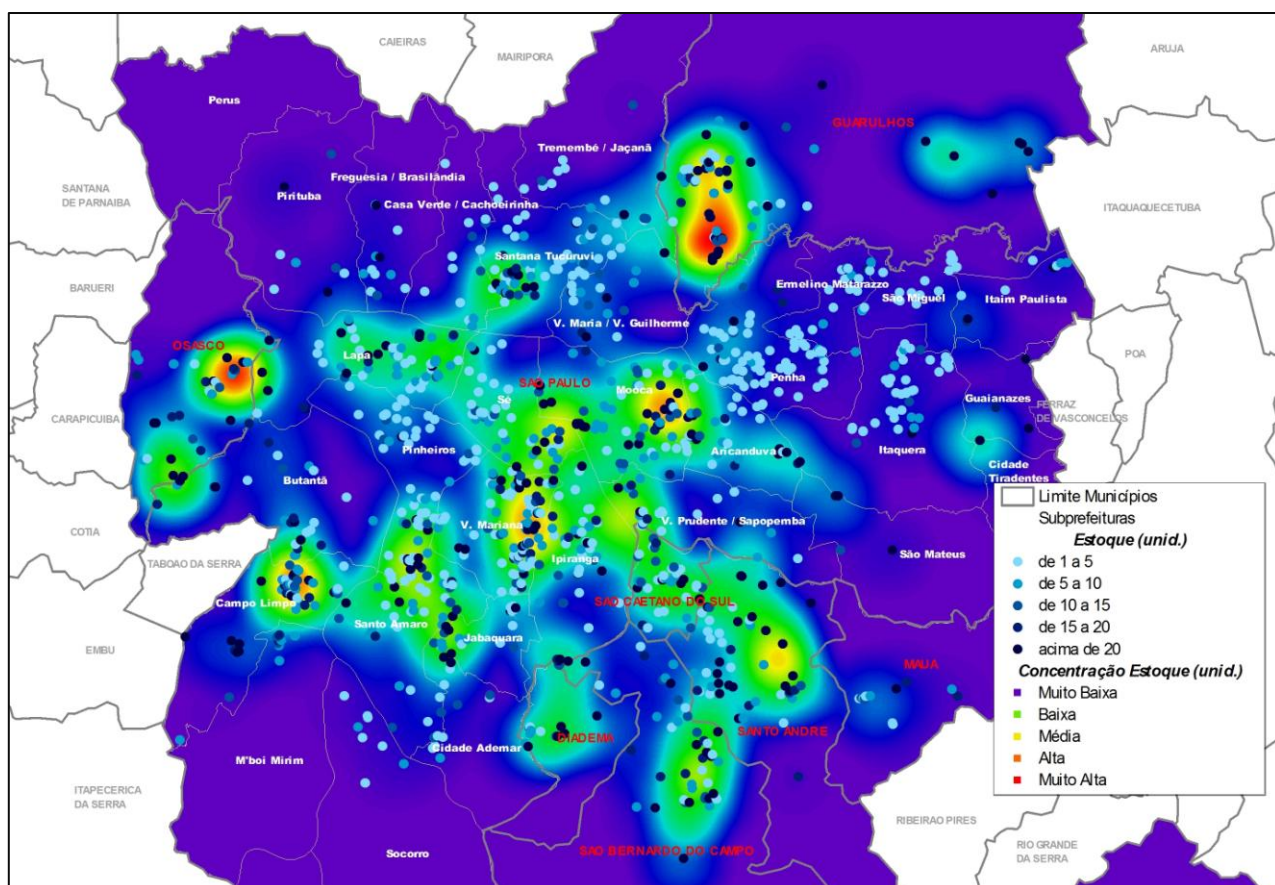 CAIEIRAS
MAIRIPORA
ARUJA
Perus
GUARULHOS
Tremembé / Jaçanã
Freguesia / Brasilândia
SANTANA
DE PARNAIBA
Pirituba
Casa Verde / Cachoeirinha
ITAQUAQUECETUBA
Santana Tucuruvi
BARUERI
Ermelino Matarazzo
São Miguel
Itaim Paulista
V. Maria / V. Guilherme
OSASCO
Lapa
POA
SAO PAULO
Mooca
Penha
Sé
Guaianazes
FERRAZ
DE VASCONCELOS
CARAPICUIBA
Pinheiros
Aricanduva
Itaquera
Cidade
Tiradentes
Butantã
COTIA
V. Mariana
V. Prudente / Sapopemba
Ipiranga
São Mateus
TABOAO DA SERRA
Campo Limpo
SAO CAETANO DO SUL
Santo Amaro
Jabaquara
EMBU
MAUA
SANTO ANDRE
DIADEMA
Cidade Ademar
M'boi Mirim
ITAPECERICA
DA SERRA
RIBEIRAO PIRES
Socorro
SAO BERNARDO DO CAMPO
RIO GRANDE
DA SERRA
Limite Municípios
Subprefeituras
Estoque (unid.)
de 1 a 5
de 5 a 10
de 10 a 15
de 15 a 20
acima de 20
Concentração Estoque (unid.)
Muito Baixa
Baixa
Média
Alta
Muito Alta